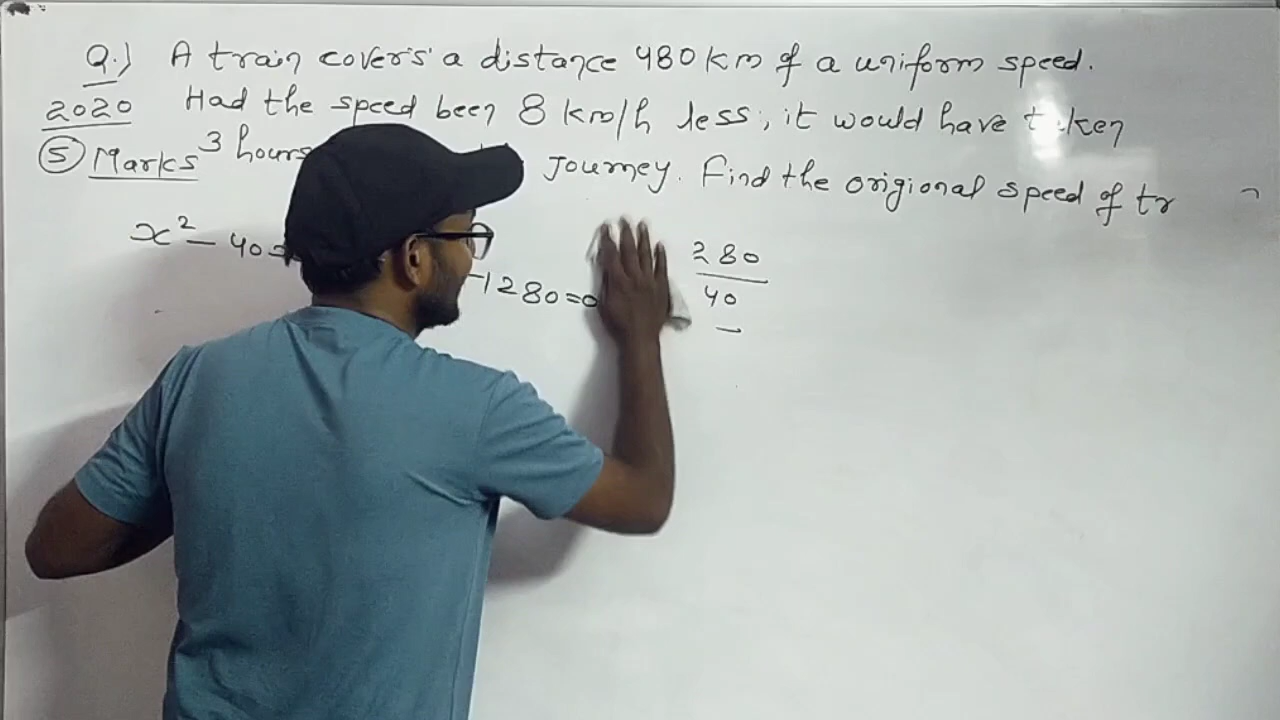 Q.) A train covers a distance 480 km of a uniform speed.
2020 Had the speed been 8 km/h less, it would have taken
⑤ Marks 3 hours Journey. Find the origional speed of tr
x² - 40
-1280=0
280
40